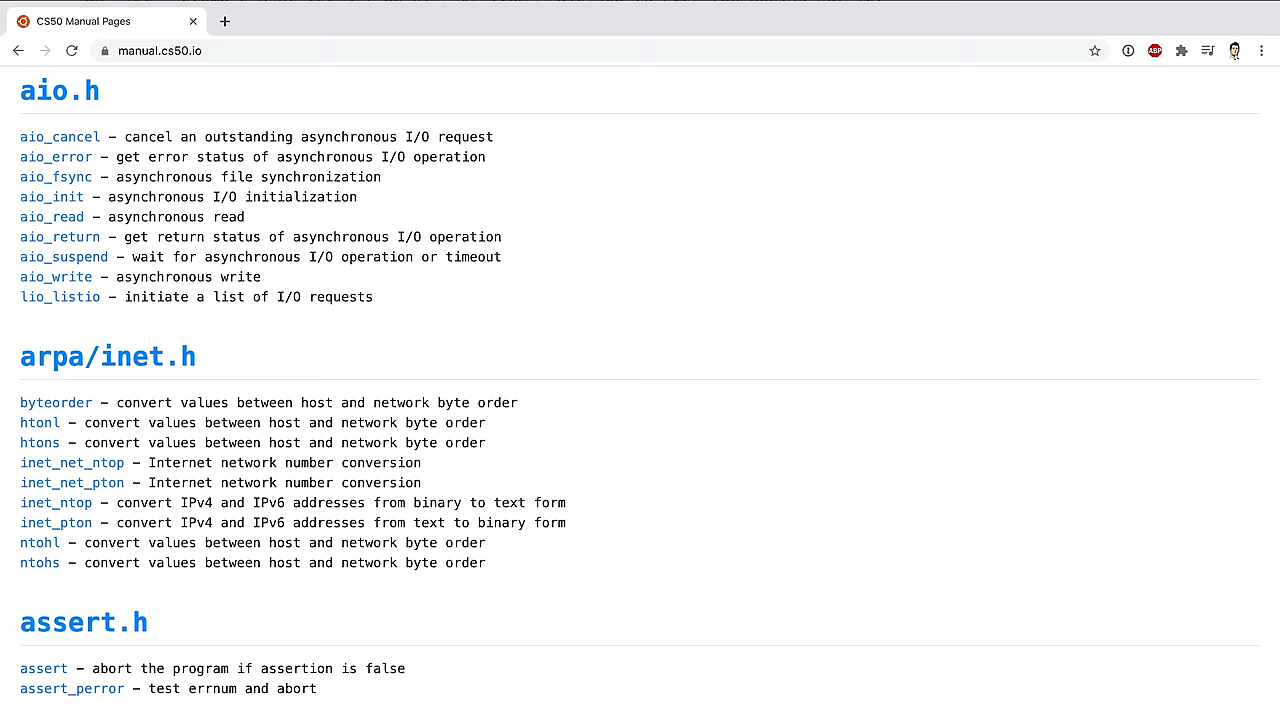 CS50 Manual Pages
manual.cs50.io
ABP
aio.h
aio_cancel – cancel an outstanding asynchronous I/O request
aio_error – get error status of asynchronous I/O operation
aio_fsync – asynchronous file synchronization
aio_init – asynchronous I/O initialization
aio_read – asynchronous read
aio_return – get return status of asynchronous I/O operation
aio_suspend – wait for asynchronous I/O operation or timeout
aio_write – asynchronous write
lio_listio – initiate a list of I/O requests
arpa/inet.h
byteorder – convert values between host and network byte order
htonl – convert values between host and network byte order
htons – convert values between host and network byte order
inet_net_ntop – Internet network number conversion
inet_net_pton – Internet network number conversion
inet_ntop – convert IPv4 and IPv6 addresses from binary to text form
inet_pton – convert IPv4 and IPv6 addresses from text to binary form
ntohl – convert values between host and network byte order
ntohs – convert values between host and network byte order
assert.h
assert – abort the program if assertion is false
assert_perror – test errnum and abort